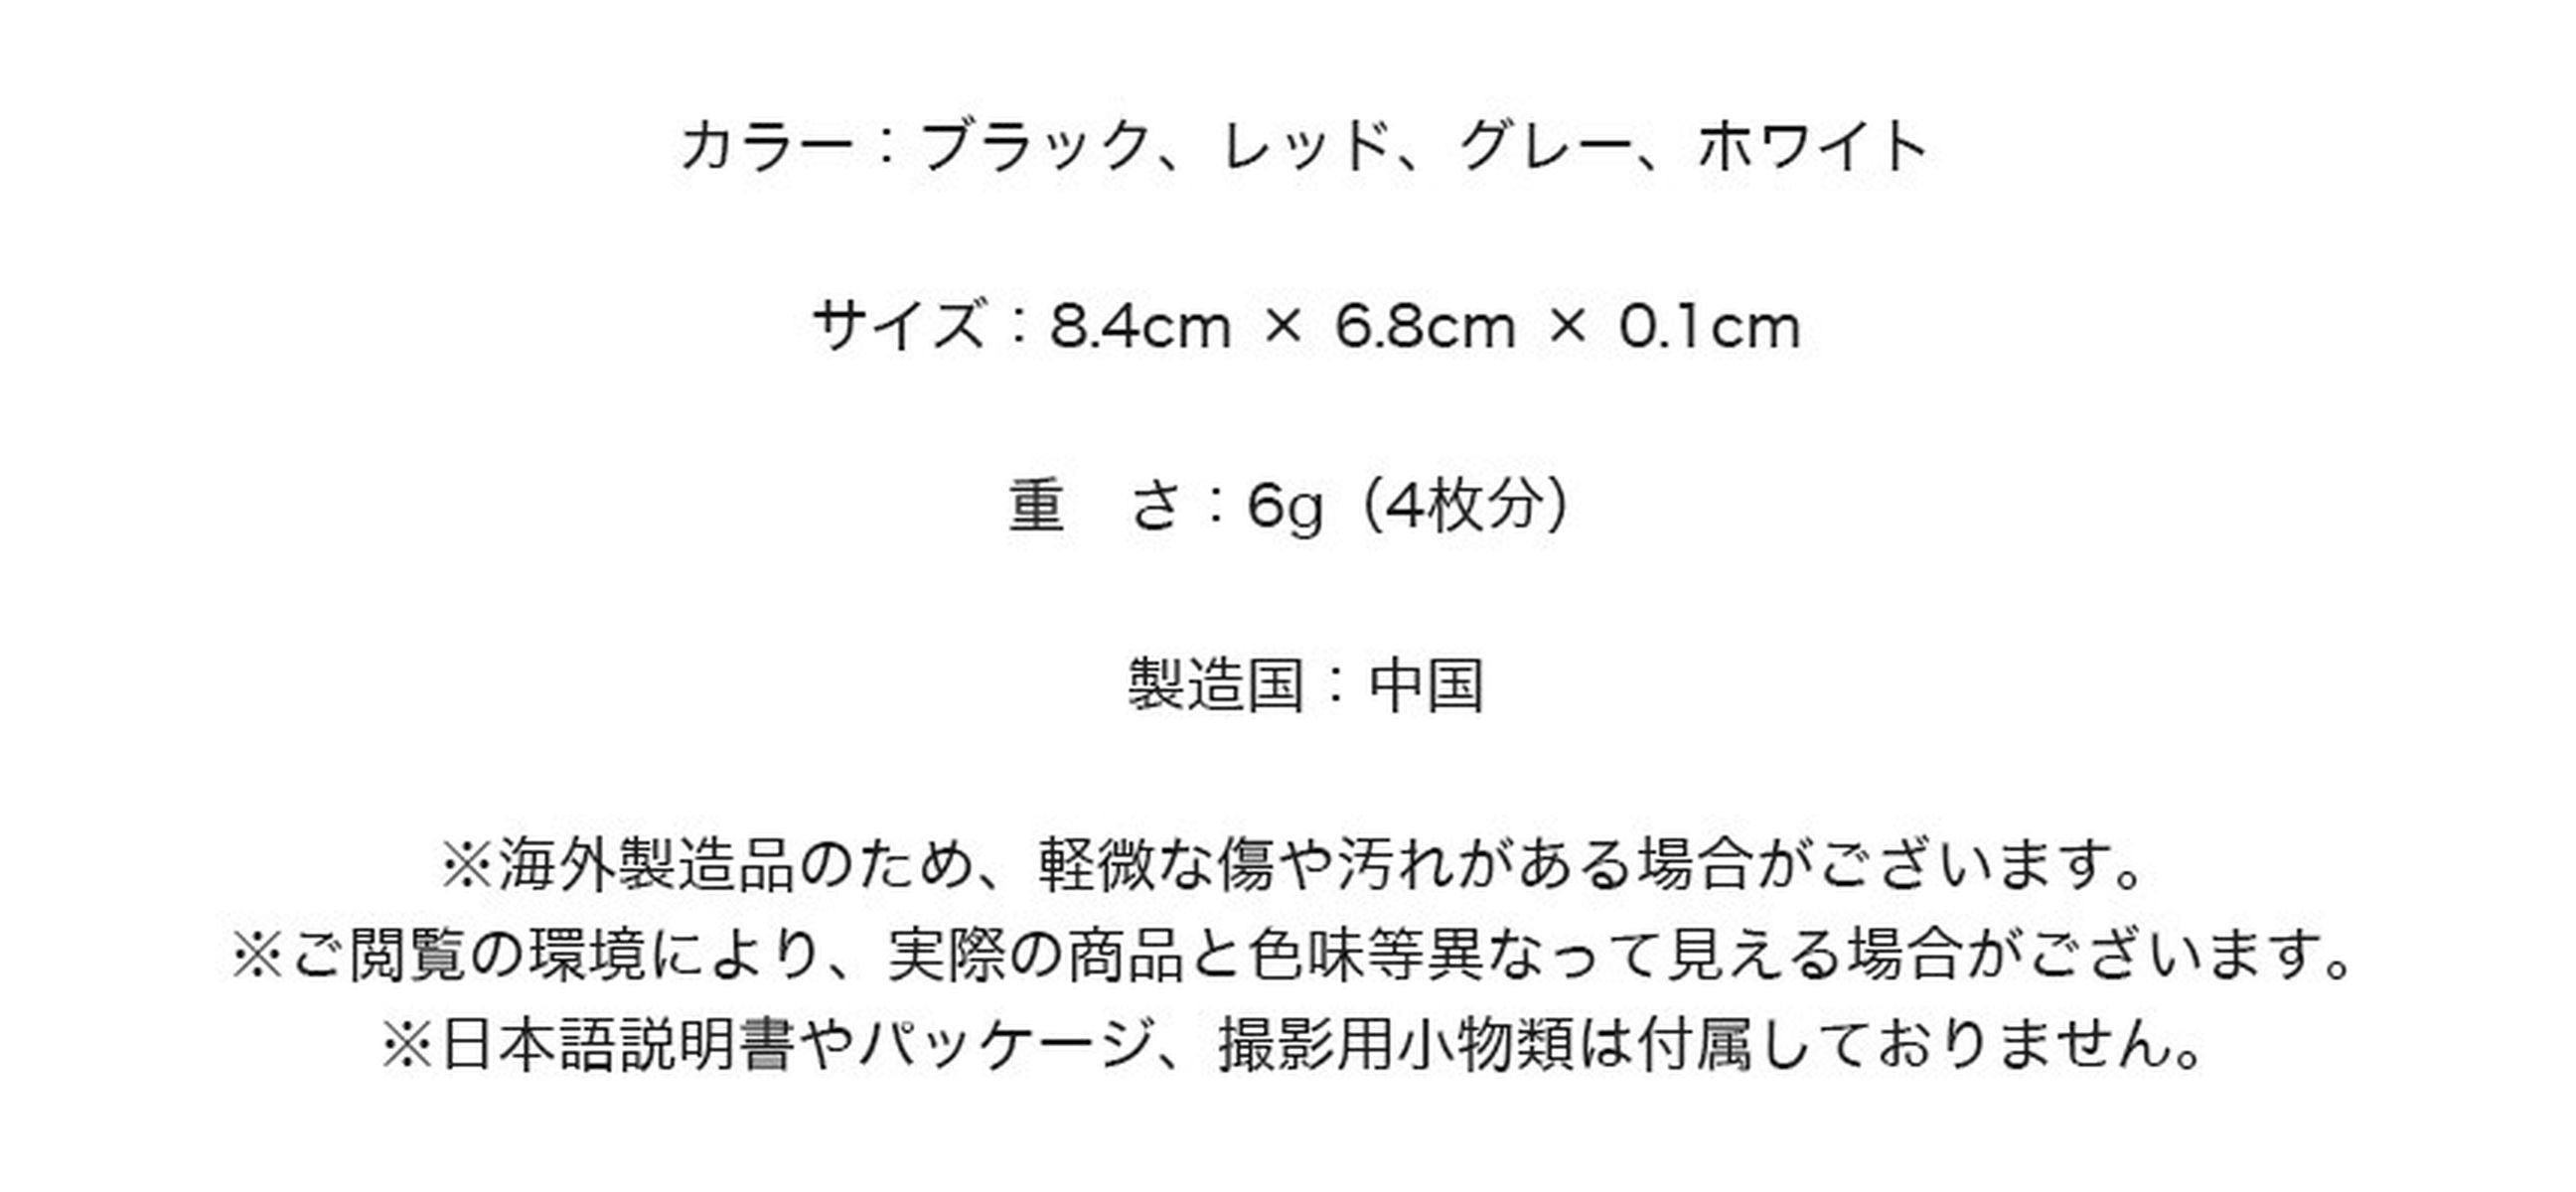 カラー：ブラック、レッド、グレー、ホワイト
サイズ：8.4cm × 6.8cm × 0.1cm
重　さ：6g（4枚分）
製造国：中国
※海外製造品のため、軽微な傷や汚れがある場合がございます。
※ご閲覧の環境により、実際の商品と色味等異なって見える場合がございます。
※日本語説明書やパッケージ、撮影用小物類は付属しておりません。